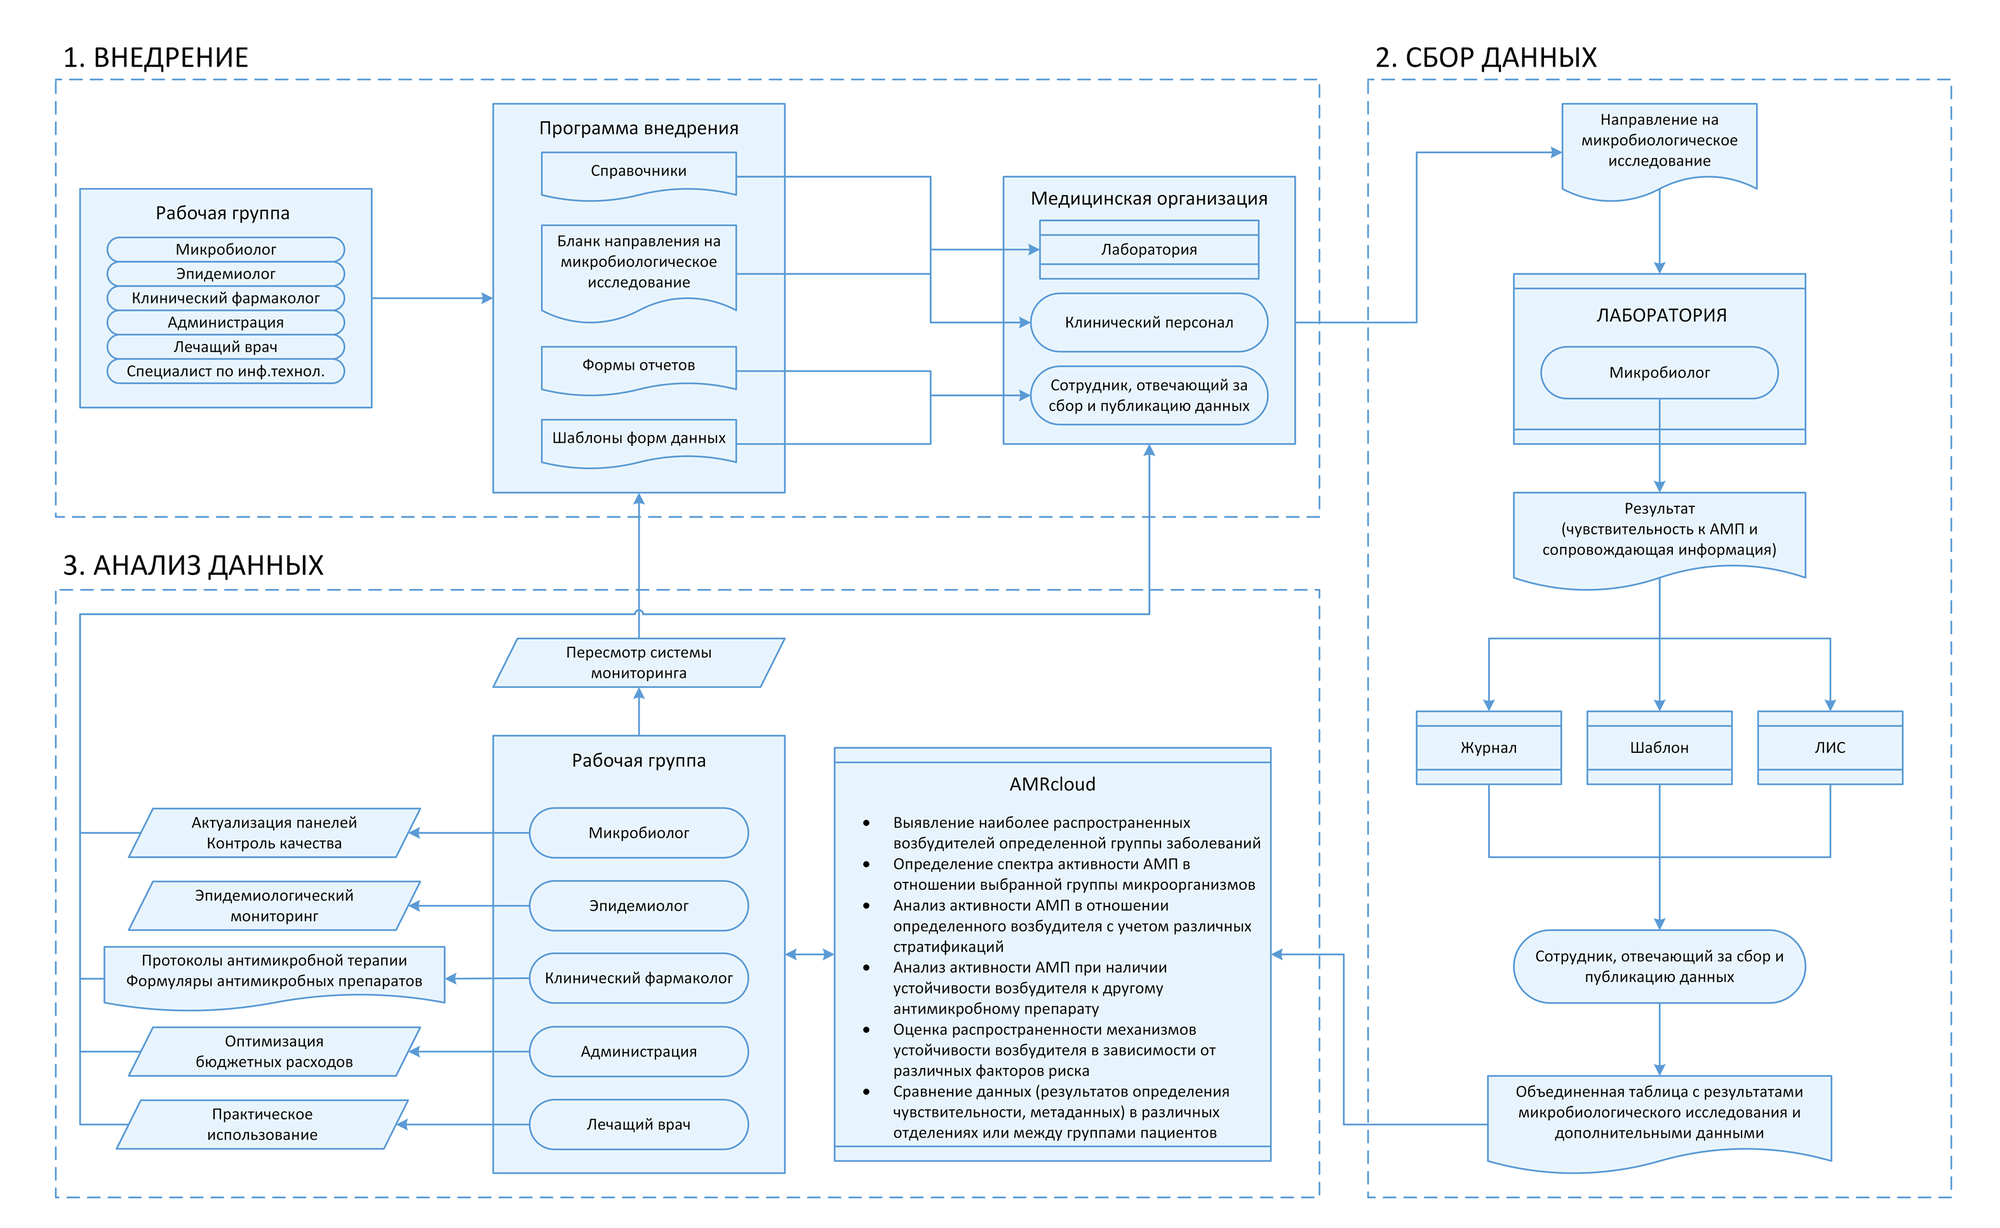 1. ВНЕДРЕНИЕ
Рабочая группа
Микробиолог
Эпидемиолог
Клинический фармаколог
Администрация
Лечащий врач
Специалист по инф.технол.
Программа внедрения
Справочники
Бланк направления на
микробиологическое
исследование
Формы отчетов
Шаблоны форм данных
Медицинская организация
Лаборатория
Клинический персонал
Сотрудник, отвечающий за
сбор и публикацию данных
2. СБОР ДАННЫХ
Направление на
микробиологическое
исследование
ЛАБОРАТОРИЯ
Микробиолог
Результат
(чувствительность к АМП и
сопровождающая информация)
Журнал
Шаблон
ЛИС
Сотрудник, отвечающий за сбор и
публикацию данных
Объединенная таблица с результатами
микробиологического исследования и
дополнительными данными
3. АНАЛИЗ ДАННЫХ
Пересмотр системы
мониторинга
Рабочая группа
Микробиолог
Эпидемиолог
Клинический фармаколог
Администрация
Лечащий врач
Актуализация панелей
Контроль качества
Эпидемиологический
мониторинг
Протоколы антимикробной терапии
Формуляры антимикробных препаратов
Оптимизация
бюджетных расходов
Практическое
использование
AMRcloud
• Выявление наиболее распространенных
возбудителей определенной группы заболеваний
• Определение спектра активности АМП в
отношении выбранной группы микроорганизмов
• Анализ активности АМП в отношении
определенного возбудителя с учетом различных
стратификаций
• Анализ активности АМП при наличии
устойчивости возбудителя к другому
антимикробному препарату
• Оценка распространенности механизмов
устойчивости возбудителя в зависимости от
различных факторов риска
• Сравнение данных (результатов определения
чувствительности, метаданных) в различных
отделениях или между группами пациентов